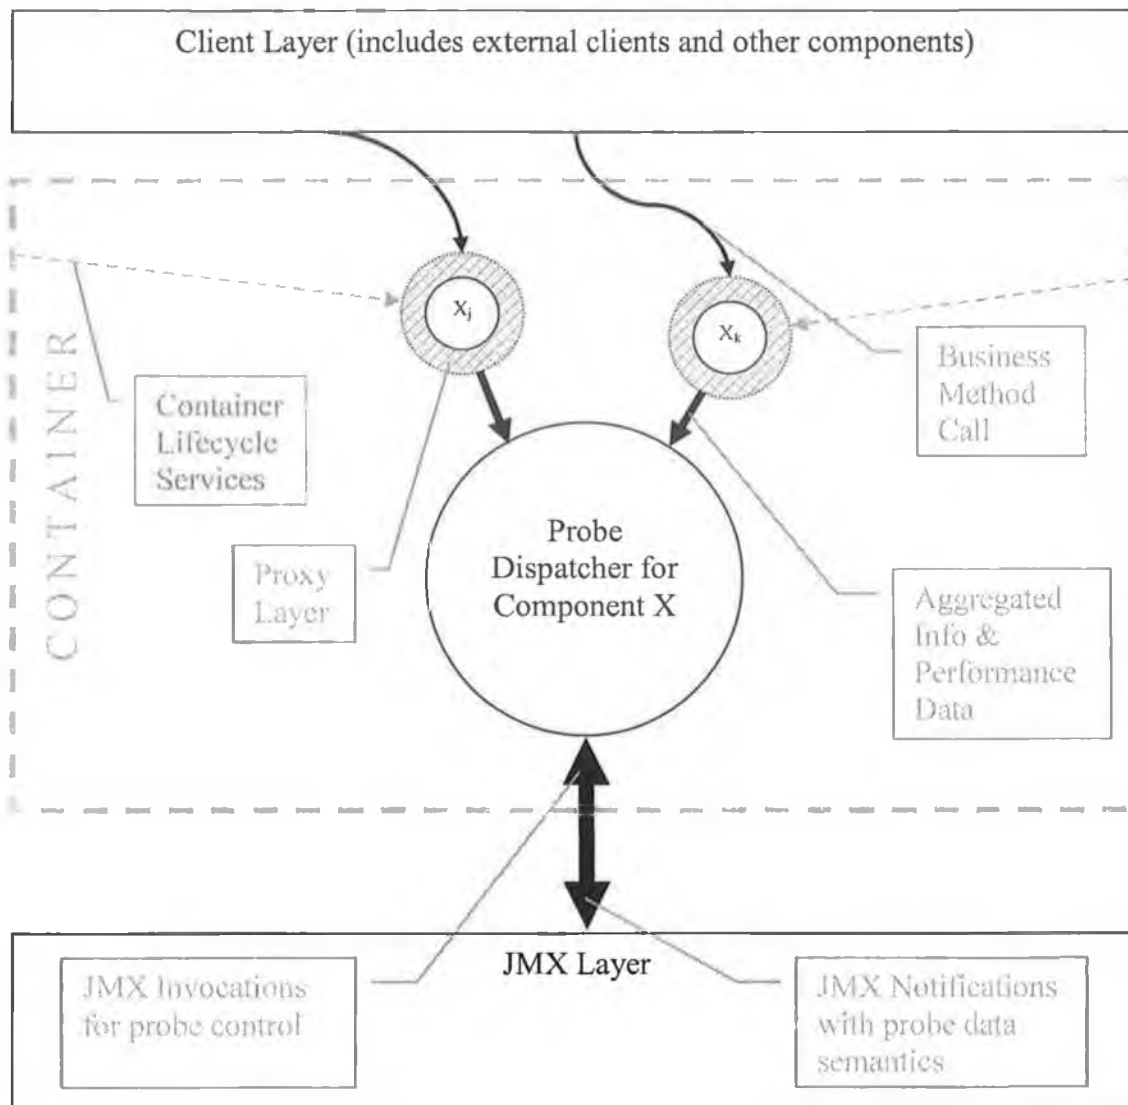 Client Layer (includes external clients and other components)
X_j
X_k
CONTAINER
Container
Lifecycle
Services
Business
Method
Call
Proxy
Layer
Probe
Dispatcher for
Component X
Aggregated
Info &
Performance
Data
JMX Layer
JMX Invocations
for probe control
JMX Notifications
with probe data
semantics